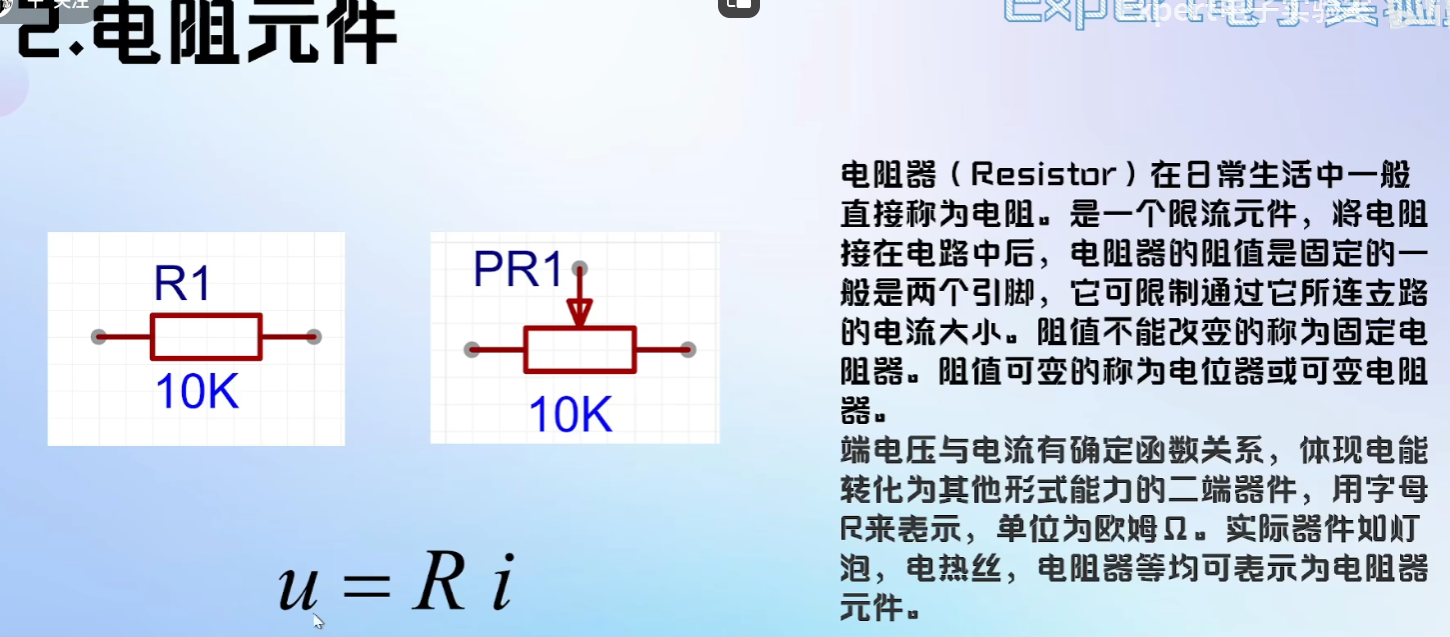 关注
2.电阻元件
Expert电子实验
R1
10K
PR1
10K
u = R i
电阻器（Resistor）在日常生活中一般
直接称为电阻。是一个限流元件，将电阻
接在电路中后，电阻器的阻值是固定的一
般是两个引脚，它可限制通过它所连支路
的电流大小。阻值不能改变的称为固定电
阻器。阻值可变的称为电位器或可变电阻
器。
端电压与电流有确定函数关系，体现电能
转化为其他形式能力的二端器件，用字母
R来表示，单位为欧姆Ω。实际器件如灯
泡，电热丝，电阻器等均可表示为电阻器
元件。